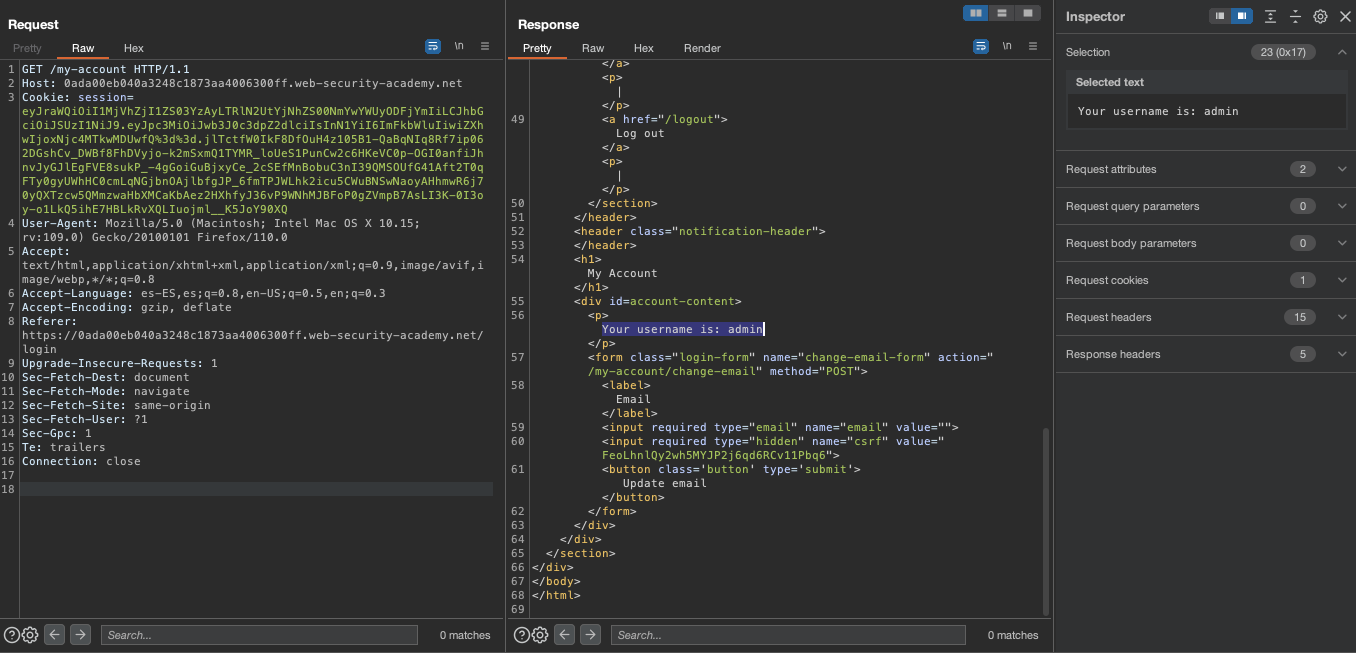 Request
Pretty Raw Hex \n
1 GET /my-account HTTP/1.1
2 Host: 0ada00eb040a3248c1873aa4006300ff.web-security-academy.net
3 Cookie: session=
eyJraWQiOiI1MjVhZjI1ZS03YzAyLTRlN2UtYjNhZS00NmYwYWUyODFjYmIiLCJhbG
ciOiJSUzI1NiJ9.eyJpc3MiOiJwb3J0c3dpZ2dlciIsInN1YiI6ImFkbWluIiwiZXh
wIjoxNjc4MTkwMDUwfQ%3d%3d.jlTctfW0IkF8DfOuH4z105B1-QaBqNIq8Rf7ip06
2DGshCv_DWBf8FhDVyjo-k2mSxmQ1TYMR_loUeS1PunCw2c6HKeVC0p-OGI0anfiJh
nvJyGJlEgFVE8sukP_-4gGoiGuBjxyCe_2cSEfMnBobuC3nI39QMSOUfG41Aft2T0q
FTy0gyUWhHC0cmLqNGjbnOAjlbfgJP_6fmTPJWLhk2icu5CWuBNSwNaoyAHhmwR6j7
0yQXTzcw5QMmzwaHbXMCaKbAez2HXhfyJ36vP9WNhMJBFoP0gZVmpB7AsLI3K-0I3o
y-o1LkQ5ihE7HBLkRvXQLIuojml__K5JoY90XQ
4 User-Agent: Mozilla/5.0 (Macintosh; Intel Mac OS X 10.15;
rv:109.0) Gecko/20100101 Firefox/110.0
5 Accept:
text/html,application/xhtml+xml,application/xml;q=0.9,image/avif,i
mage/webp,*/*;q=0.8
6 Accept-Language: es-ES,es;q=0.8,en-US;q=0.5,en;q=0.3
7 Accept-Encoding: gzip, deflate
8 Referer:
https://0ada00eb040a3248c1873aa4006300ff.web-security-academy.net/
login
9 Upgrade-Insecure-Requests: 1
10 Sec-Fetch-Dest: document
11 Sec-Fetch-Mode: navigate
12 Sec-Fetch-Site: same-origin
13 Sec-Fetch-User: ?1
14 Sec-Gpc: 1
15 Te: trailers
16 Connection: close
17
18
Search... 0 matches
Response
Pretty Raw Hex Render \n
</a>
<p>
|
</p>
49 <a href="/logout">
Log out
</a>
<p>
|
</p>
50 </section>
51 </header>
52 <header class="notification-header">
53 </header>
54 <h1>
My Account
</h1>
55 <div id=account-content>
56 <p>
Your username is: admin
</p>
57 <form class="login-form" name="change-email-form" action="
/my-account/change-email" method="POST">
58 <label>
Email
</label>
59 <input required type="email" name="email" value="">
60 <input required type="hidden" name="csrf" value="
FeoLhnlQy2wh5MYJP2j6qd6RCv11Pbq6">
61 <button class='button' type='submit'>
Update email
</button>
62 </form>
63 </div>
64 </div>
65 </section>
66 </div>
67 </body>
68 </html>
69
Search... 0 matches
Inspector
Selection 23 (0x17)
Selected text
Your username is: admin
Request attributes 2
Request query parameters 0
Request body parameters 0
Request cookies 1
Request headers 15
Response headers 5